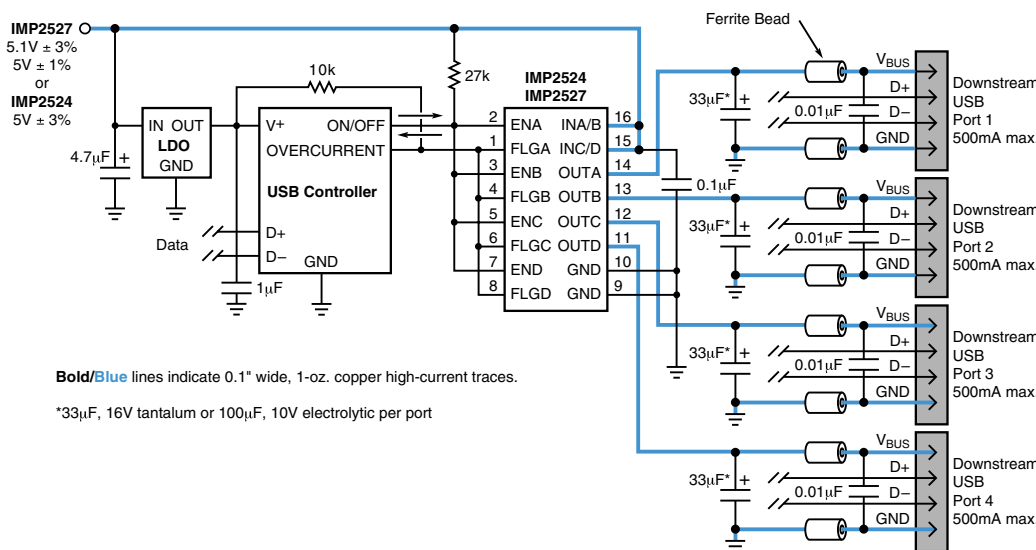 IMP2527
5.1V ± 3%
5V ± 1%
or
IMP2524
5V ± 3%
4.7µF +
IN OUT
LDO
GND
10k
V+ ON/OFF
OVERCURRENT
USB Controller
D+
D−
GND
Data
1µF
27k
IMP2524
IMP2527
2 ENA INA/B 16
1 FLGA INC/D 15
3 ENB OUTA 14
4 FLGB OUTB 13
5 ENC OUTC 12
6 FLGC OUTD 11
7 END GND 10
8 FLGD GND 9
0.1µF
Ferrite Bead
33µF* +
0.01µF
VBUS
D+
D−
GND
Downstream
USB
Port 1
500mA max
33µF* +
0.01µF
VBUS
D+
D−
GND
Downstream
USB
Port 2
500mA max
33µF* +
0.01µF
VBUS
D+
D−
GND
Downstream
USB
Port 3
500mA max
33µF* +
0.01µF
VBUS
D+
D−
GND
Downstream
USB
Port 4
500mA max
Bold/Blue lines indicate 0.1" wide, 1-oz. copper high-current traces.
*33µF, 16V tantalum or 100µF, 10V electrolytic per port